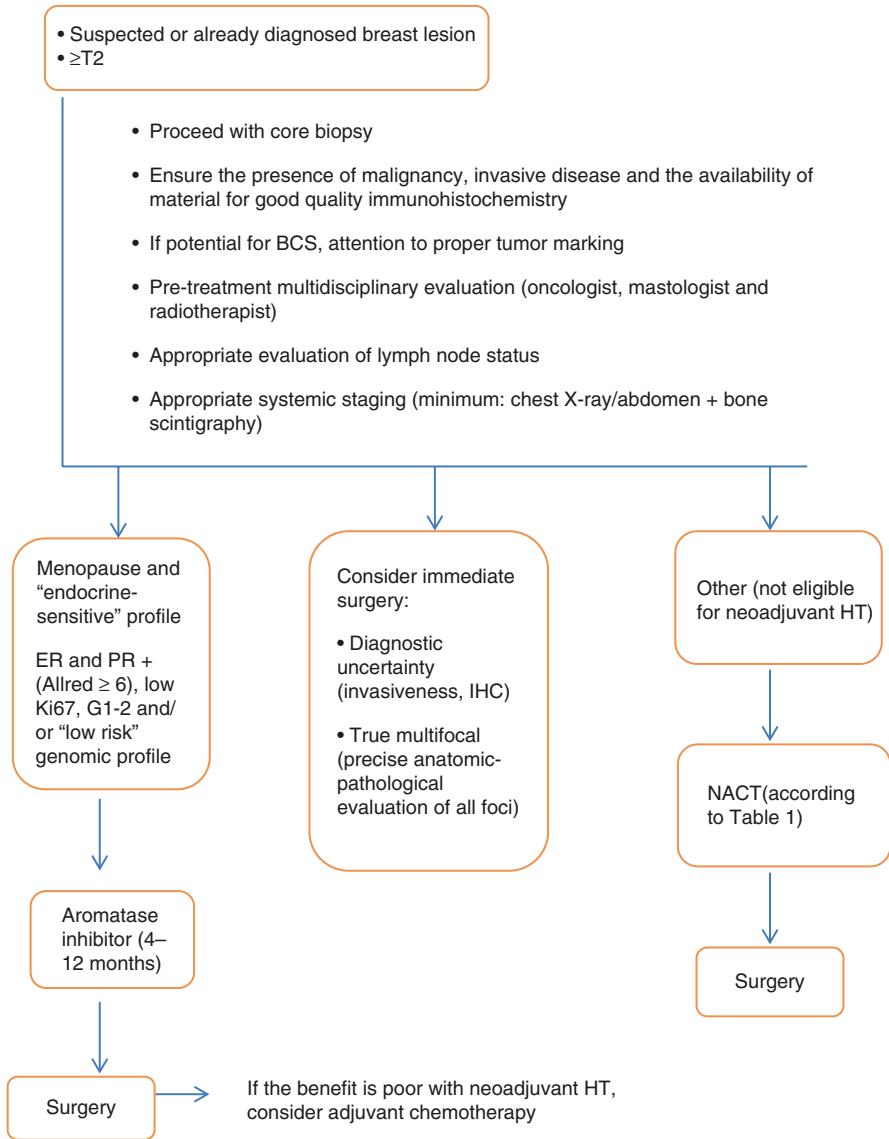 • Suspected or already diagnosed breast lesion
• ≥T2
• Proceed with core biopsy
• Ensure the presence of malignancy, invasive disease and the availability of
material for good quality immunohistochemistry
• If potential for BCS, attention to proper tumor marking
• Pre-treatment multidisciplinary evaluation (oncologist, mastologist and
radiotherapist)
• Appropriate evaluation of lymph node status
• Appropriate systemic staging (minimum: chest X-ray/abdomen + bone
scintigraphy)
Menopause and
“endocrine-
sensitive” profile
ER and PR +
(Allred ≥ 6), low
Ki67, G1-2 and/
or “low risk”
genomic profile
Aromatase
inhibitor (4–
12 months)
Surgery
If the benefit is poor with neoadjuvant HT,
consider adjuvant chemotherapy
Consider immediate
surgery:
• Diagnostic
uncertainty
(invasiveness, IHC)
• True multifocal
(precise anatomic-
pathological
evaluation of all foci)
Other (not eligible
for neoadjuvant HT)
NACT(according
to Table 1)
Surgery